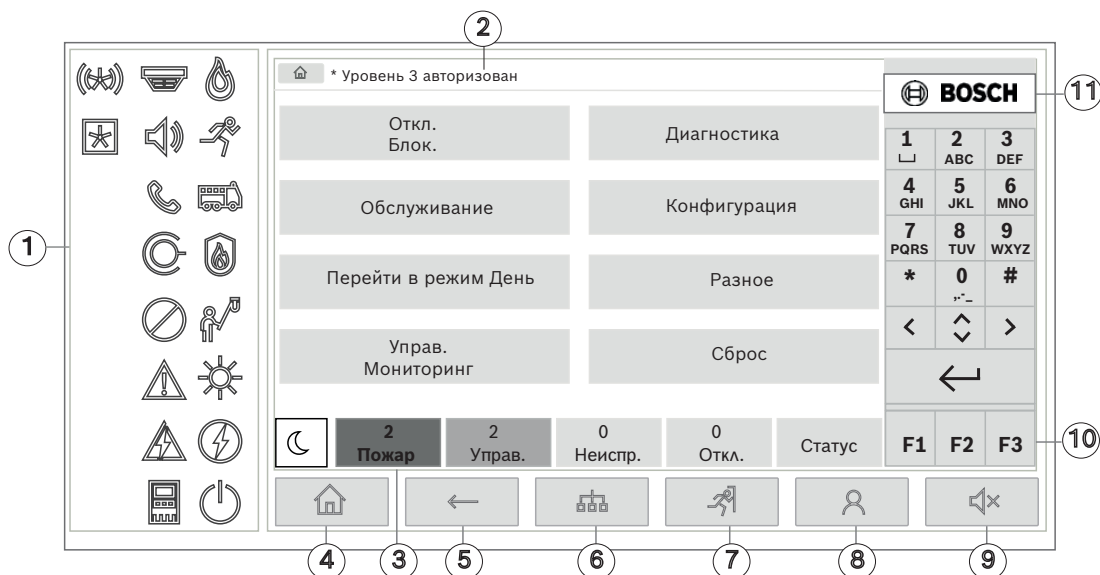 2
* Уровень 3 авторизован
BOSCH
11
Откл.
Блок.
Диагностика
1
2
ABC
3
DEF
Обслуживание
Конфигурация
4
GHI
5
JKL
6
MNO
1
7
PQRS
8
TUV
9
WXYZ
Перейти в режим День
Разное
*
0
,.-_
#
Управ.
Мониторинг
Сброс
2
Пожар
2
Управ.
0
Неиспр.
0
Откл.
Статус
F1
F2
F3
10
4
3
5
6
7
8
9